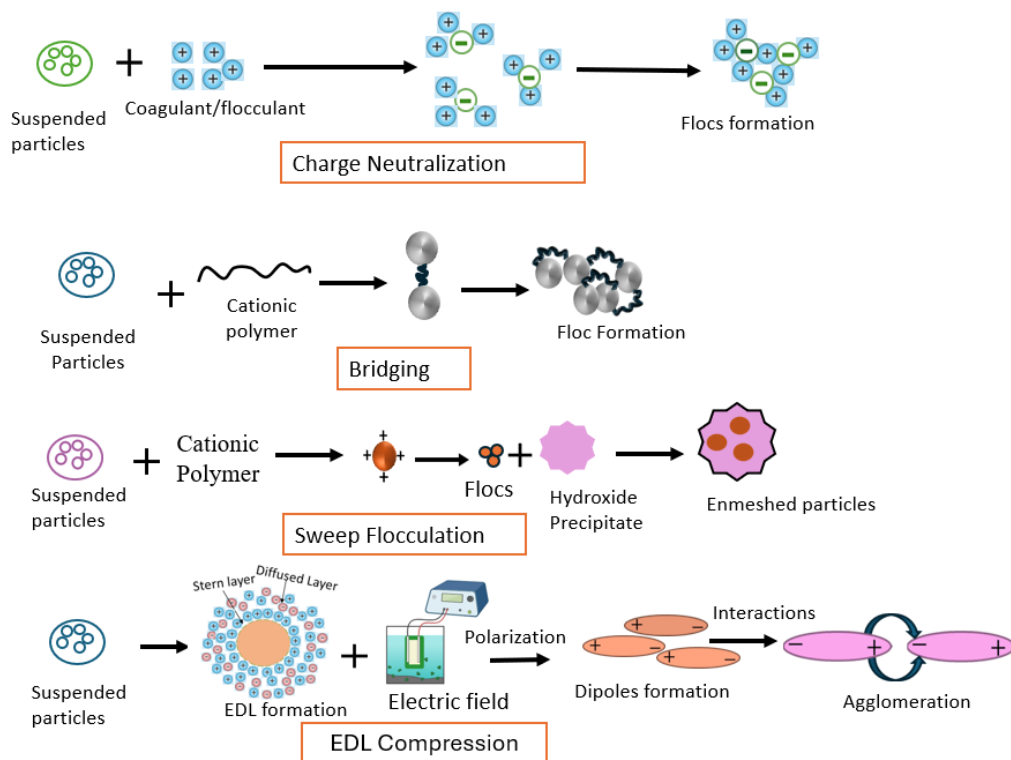 Suspended
particles
+
Coagulant/flocculant
Flocs formation
Charge Neutralization
Suspended
Particles
+
Cationic
polymer
Floc Formation
Bridging
Suspended
particles
+
Cationic
Polymer
Flocs
+
Hydroxide
Precipitate
Enmeshed particles
Sweep Flocculation
Suspended
particles
Stern layer
Diffused Layer
EDL formation
+
Electric field
Polarization
Dipoles formation
Interactions
Agglomeration
EDL Compression